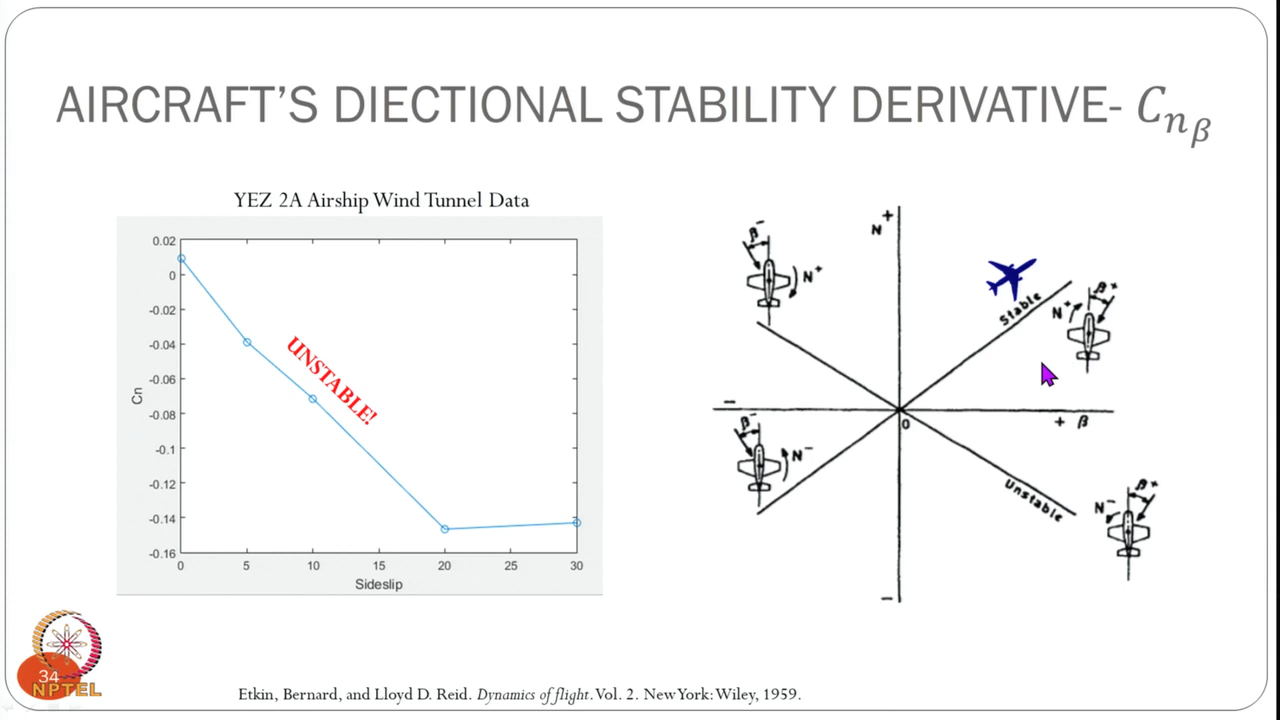 AIRCRAFT'S DIECTIONAL STABILITY DERIVATIVE- Cnβ
YEZ 2A Airship Wind Tunnel Data
0.02
0
-0.02
-0.04
-0.06
-0.08
-0.1
-0.12
-0.14
-0.16
Cn
UNSTABLE!
0 5 10 15 20 25 30
Sideslip
N +
β-
N+
Stable
N+
β+
-
0
+ β
β-
N-
Unstable
N-
β+
-
34
NPTEL
Etkin, Bernard, and Lloyd D. Reid. Dynamics of flight. Vol. 2. New York: Wiley, 1959.